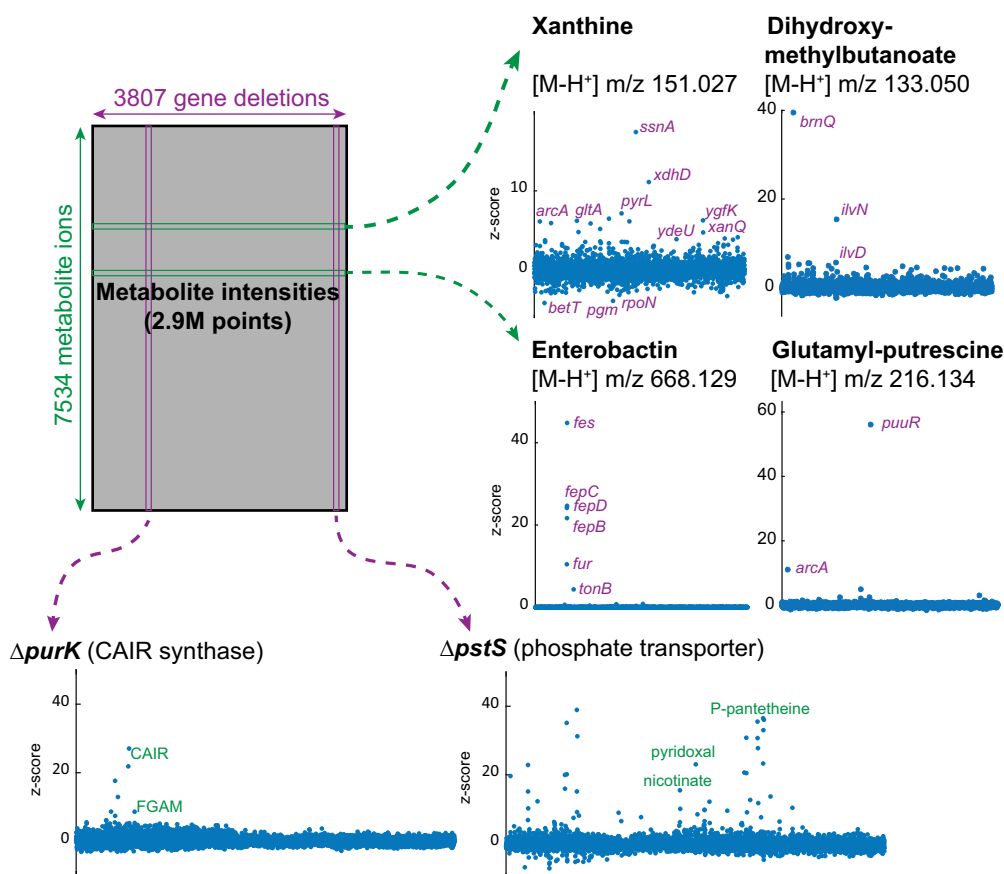 3807 gene deletions
7534 metabolite ions
Metabolite intensities
(2.9M points)
Xanthine
[M-H⁺] m/z 151.027
z-score
10
0
ssnA
xdhD
pyrL
arcA
gltA
ygfK
ydeU
xanQ
betT
pgm
rpoN
Dihydroxy-
methylbutanoate
[M-H⁺] m/z 133.050
40
20
0
brnQ
ilvN
ilvD
Enterobactin
[M-H⁺] m/z 668.129
z-score
40
20
0
fes
fepC
fepD
fepB
fur
tonB
Glutamyl-putrescine
[M-H⁺] m/z 216.134
60
40
20
0
puuR
arcA
ΔpurK (CAIR synthase)
z-score
40
20
0
CAIR
FGAM
ΔpstS (phosphate transporter)
z-score
40
20
0
P-pantetheine
pyridoxal
nicotinate